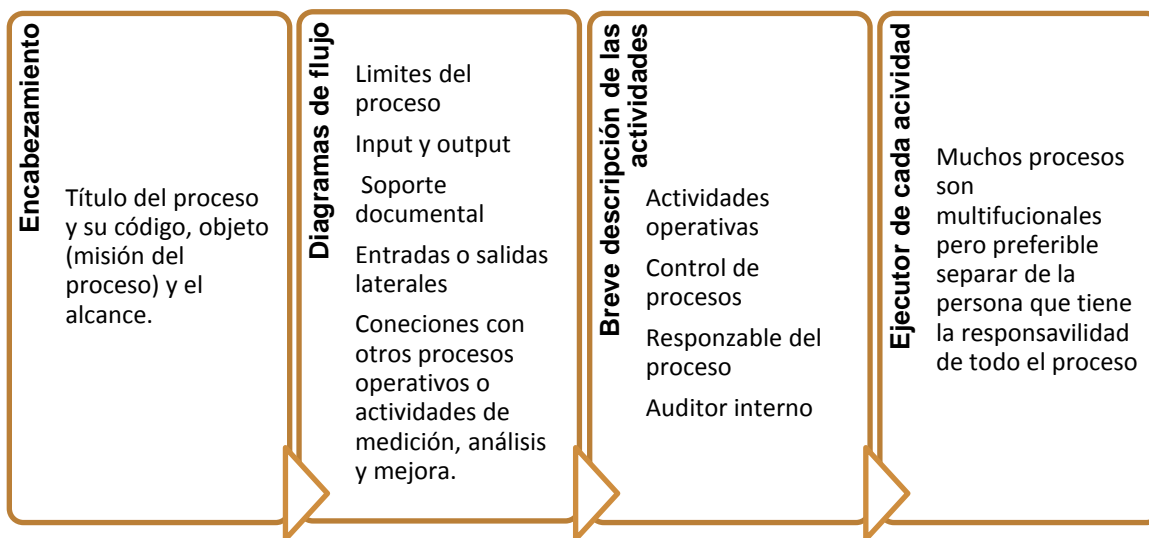 Encabezamiento
Título del proceso
y su código, objeto
(misión del
proceso) y el
alcance.
Diagramas de flujo
Limites del
proceso
Input y output
Soporte
documental
Entradas o salidas
laterales
Coneciones con
otros procesos
operativos o
actividades de
medición, análisis
y mejora.
Breve descripción de las
actividades
Actividades
operativas
Control de
procesos
Responzable del
proceso
Auditor interno
Ejecutor de cada acividad
Muchos procesos
son
multifucionales
pero preferible
separar de la
persona que tiene
la responsavilidad
de todo el proceso